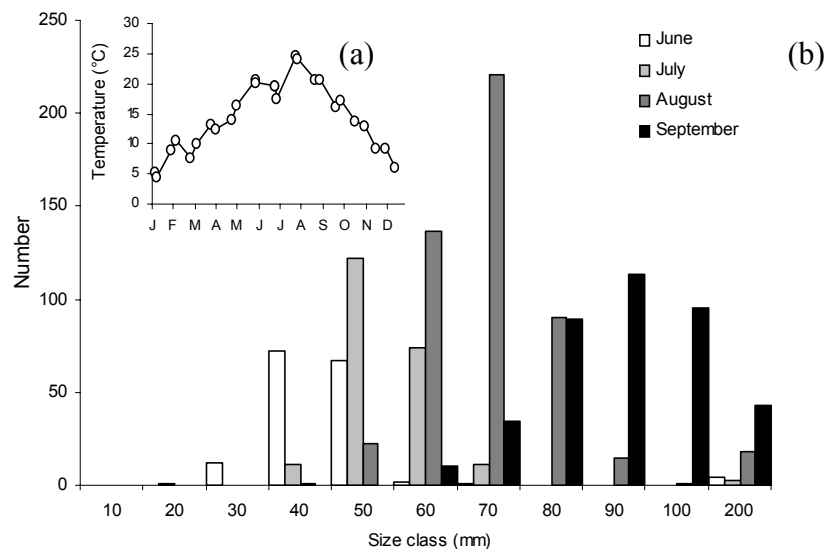 250
200
150
100
50
0
Number
10 20 30 40 50 60 70 80 90 100 200
Size class (mm)
30
25
20
15
10
5
0
Temperature (°C)
J F M A M J J A S O N D
(a)
June
July
August
September
(b)